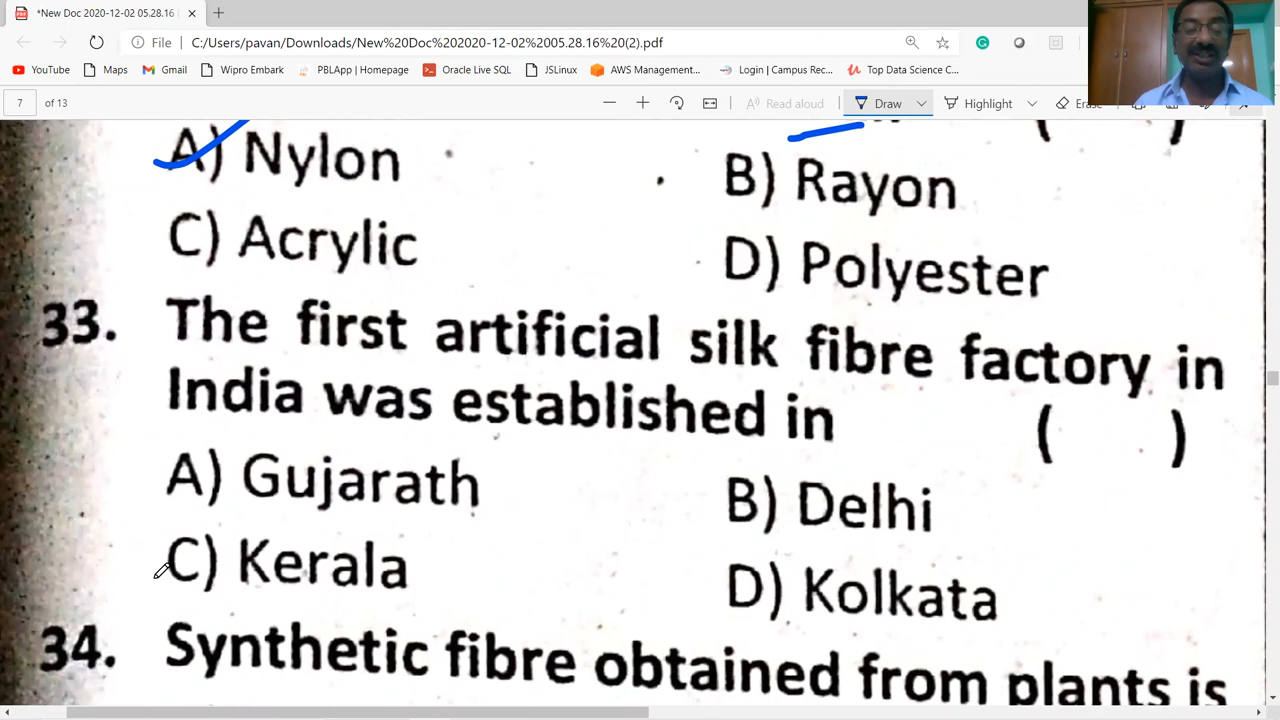 *New Doc 2020-12-02 05.28.16
File C:/Users/pavan/Downloads/New%20Doc%202020-12-02%2005.28.16%20(2).pdf
YouTube Maps Gmail Wipro Embark PBLApp | Homepage Oracle Live SQL JSLinux AWS Management... Login | Campus Rec... Top Data Science C...
7 of 13 Read aloud Draw Highlight Erase
( )
A) Nylon B) Rayon
C) Acrylic D) Polyester
33. The first artificial silk fibre factory in
India was established in ( )
A) Gujarath B) Delhi
C) Kerala D) Kolkata
34. Synthetic fibre obtained from plants is